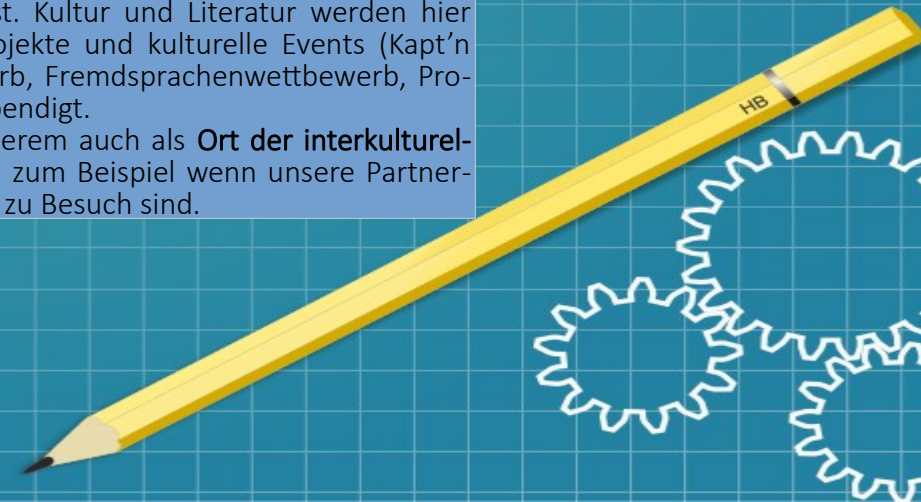 st. Kultur und Literatur werden hier
ojekte und kulturelle Events (Kapt’n
rb, Fremdsprachenwettbewerb, Pro-
bendigt.
erem auch als Ort der interkulturel-
zum Beispiel wenn unsere Partner-
zu Besuch sind.
HB